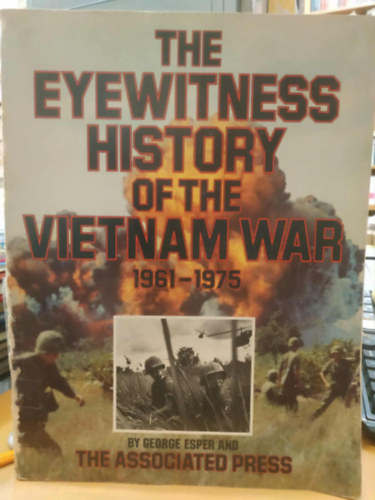 THE
EYEWITNESS
HISTORY
OF THE
VIETNAM WAR
1961-1975
BY GEORGE ESPER AND
THE ASSOCIATED PRESS